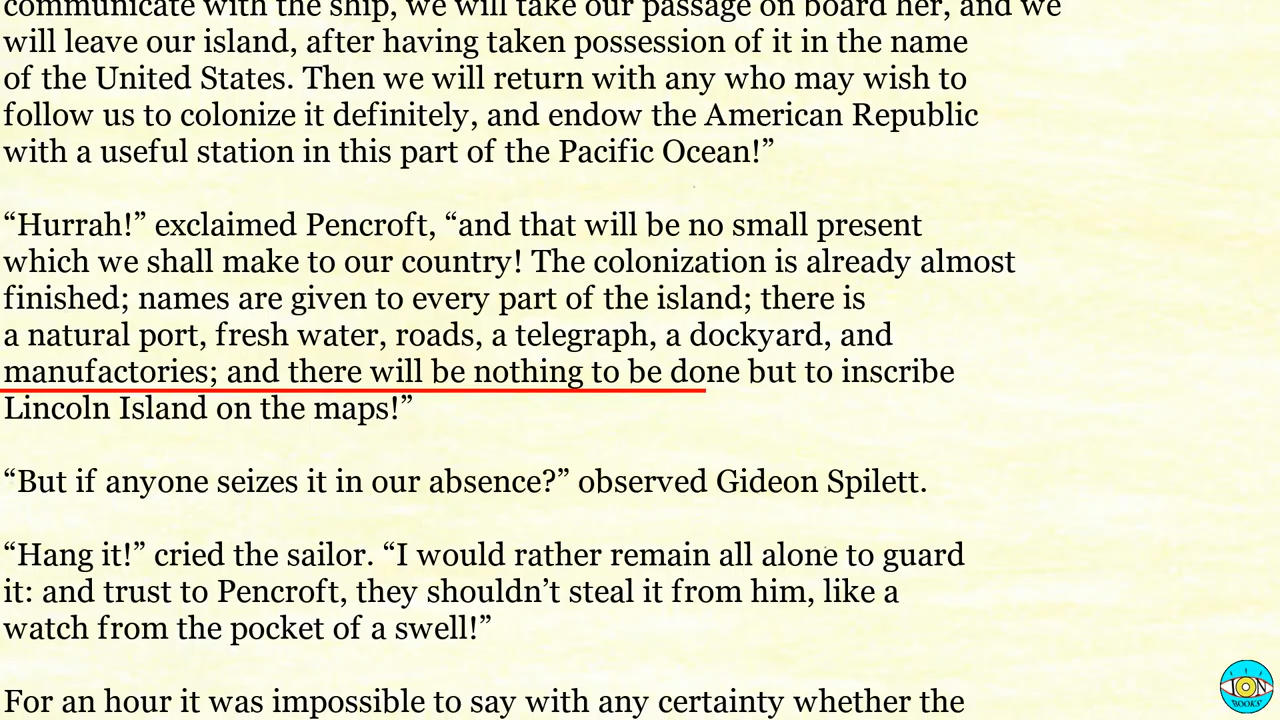 communicate with the ship, we will take our passage on board her, and we
will leave our island, after having taken possession of it in the name
of the United States. Then we will return with any who may wish to
follow us to colonize it definitely, and endow the American Republic
with a useful station in this part of the Pacific Ocean!”
“Hurrah!” exclaimed Pencroft, “and that will be no small present
which we shall make to our country! The colonization is already almost
finished; names are given to every part of the island; there is
a natural port, fresh water, roads, a telegraph, a dockyard, and
manufactories; and there will be nothing to be done but to inscribe
Lincoln Island on the maps!”
“But if anyone seizes it in our absence?” observed Gideon Spilett.
“Hang it!” cried the sailor. “I would rather remain all alone to guard
it: and trust to Pencroft, they shouldn’t steal it from him, like a
watch from the pocket of a swell!”
For an hour it was impossible to say with any certainty whether the
ION
BOOKS